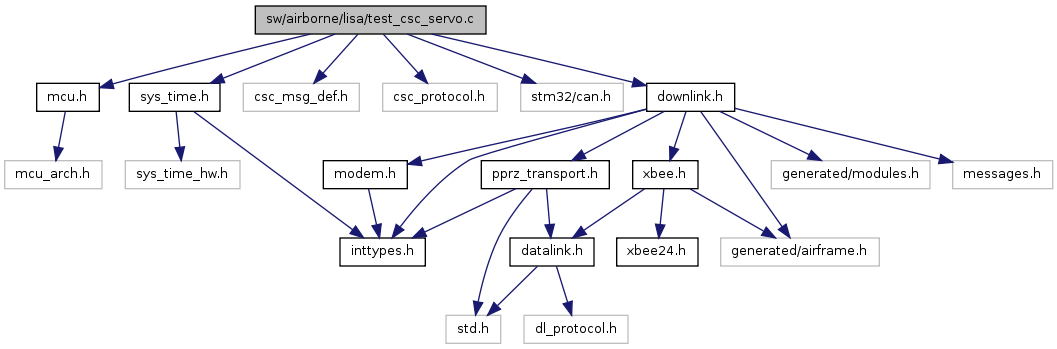 sw/airborne/lisa/test_csc_servo.c
mcu.h
sys_time.h
csc_msg_def.h
csc_protocol.h
stm32/can.h
downlink.h
mcu_arch.h
sys_time_hw.h
modem.h
pprz_transport.h
xbee.h
generated/modules.h
messages.h
inttypes.h
datalink.h
xbee24.h
generated/airframe.h
std.h
dl_protocol.h